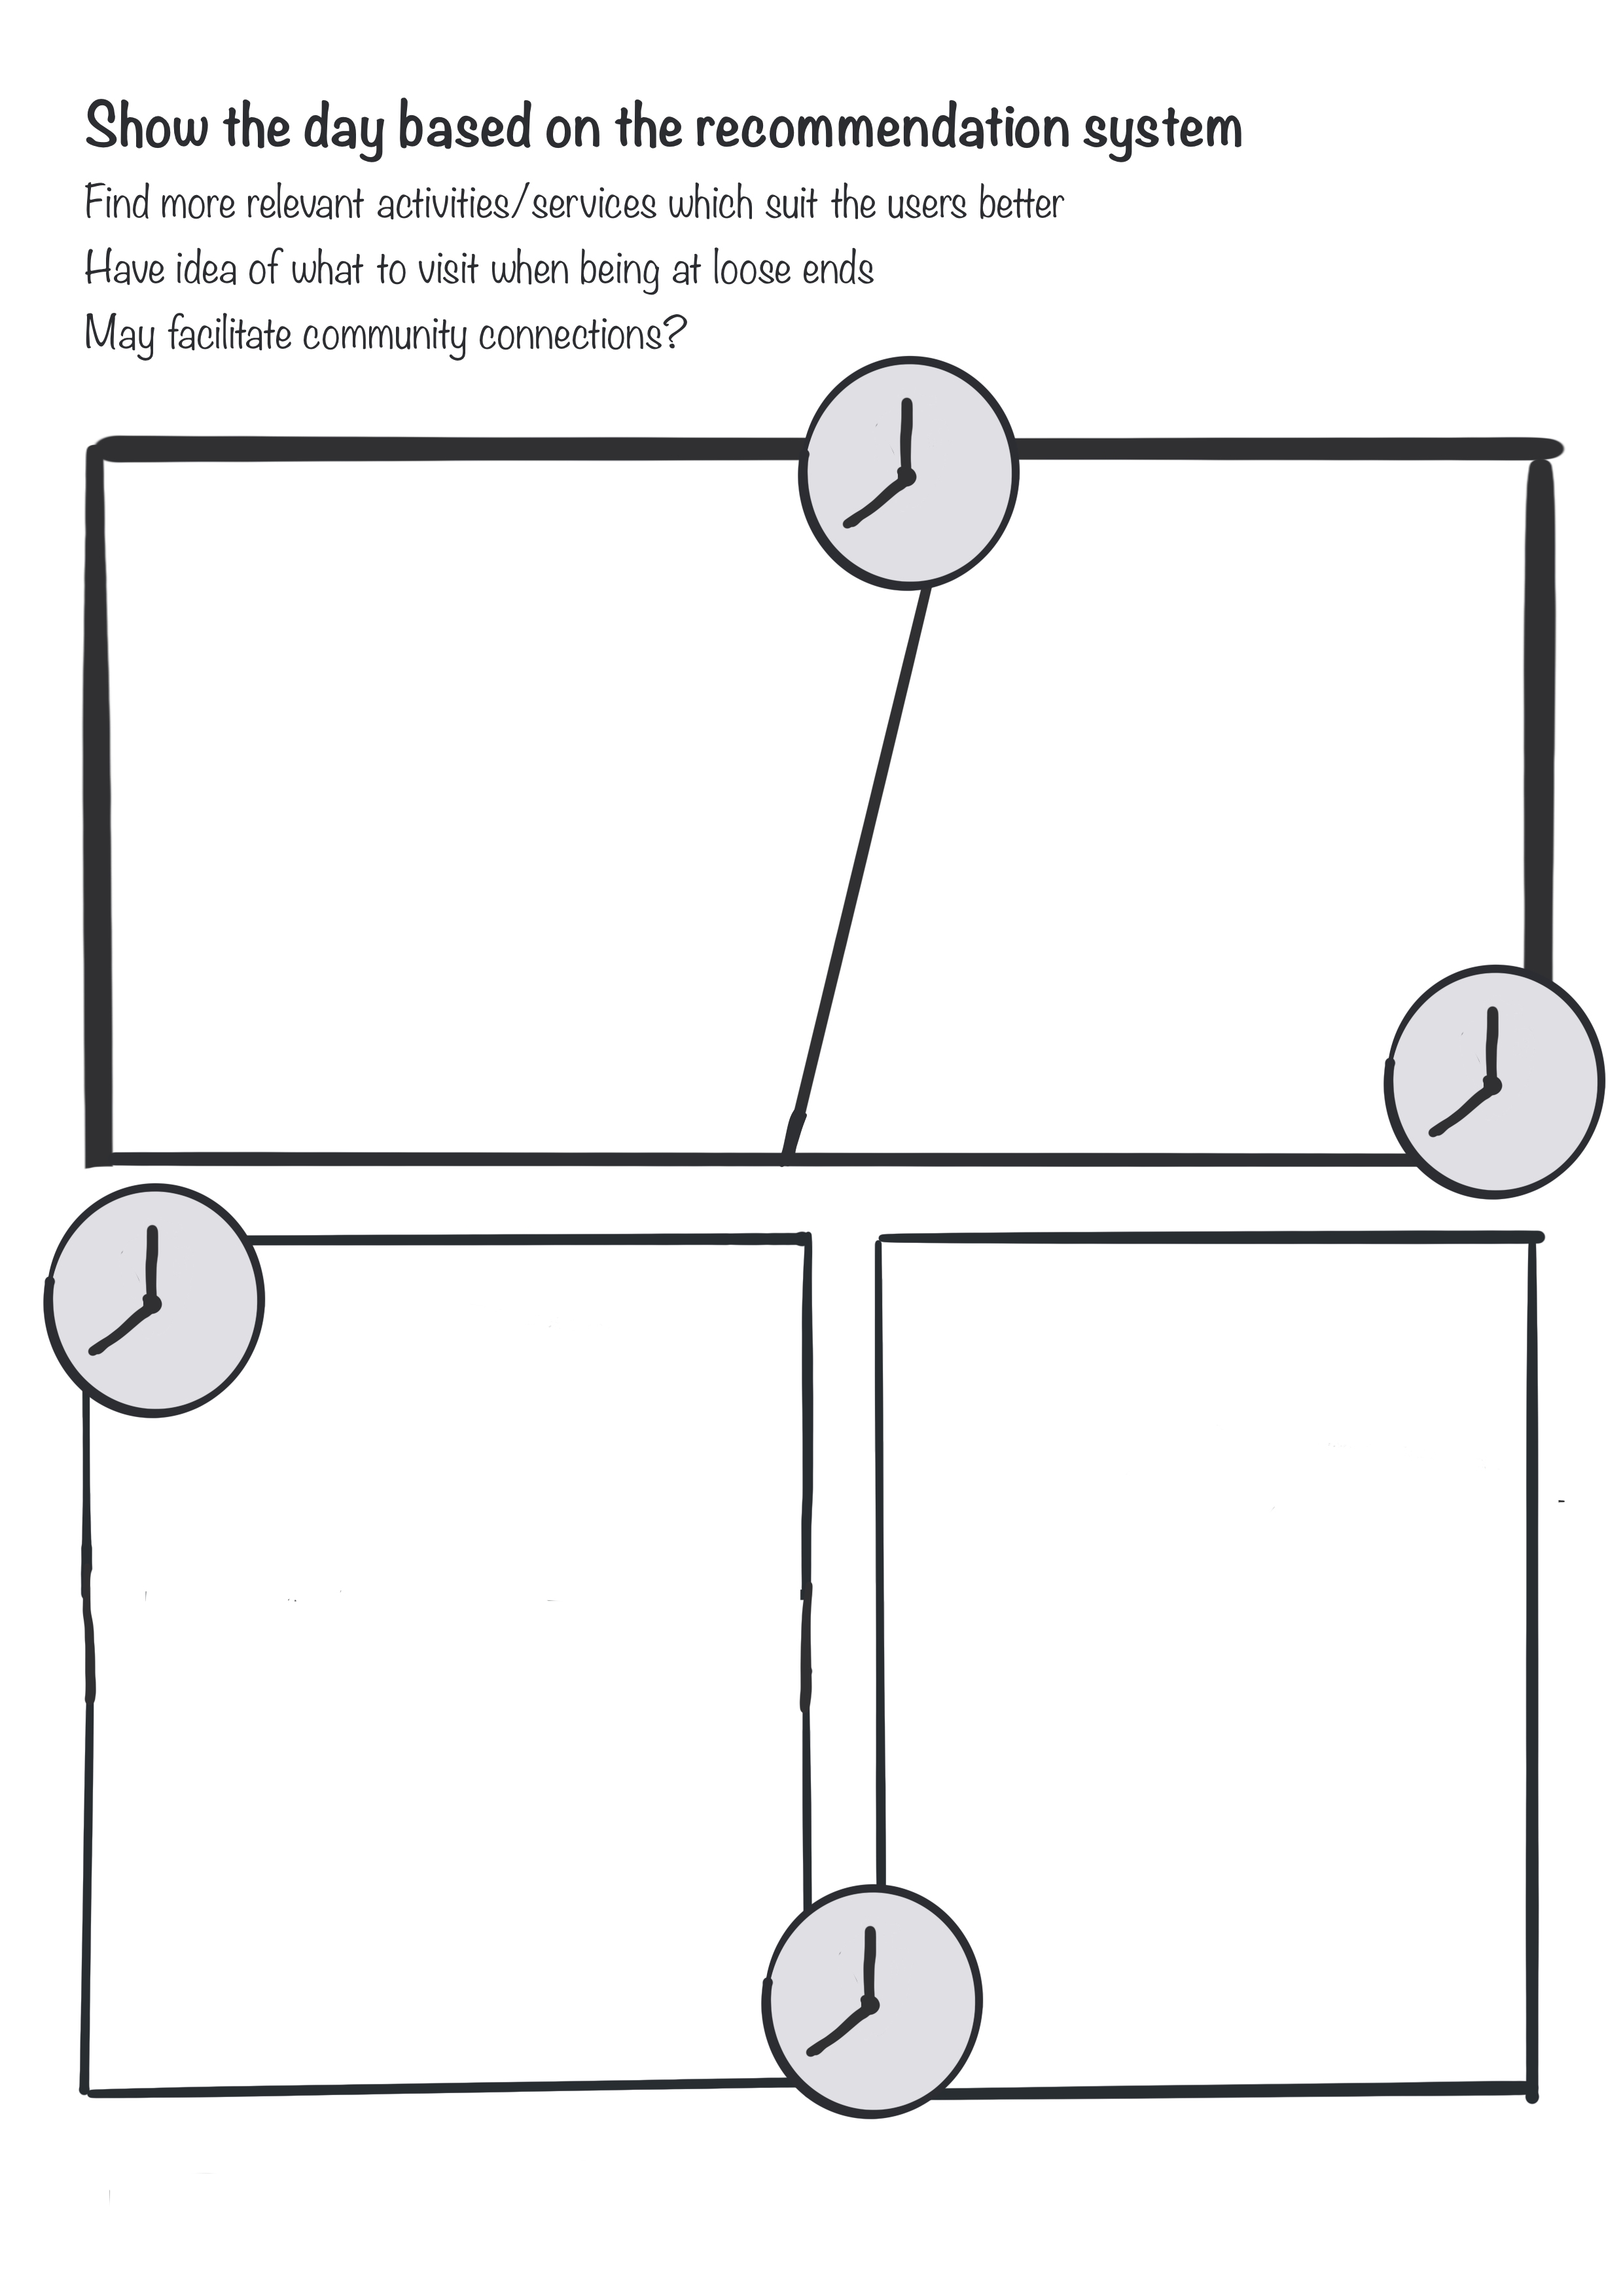 Show the day based on the recommendation system
Find more relevant activities/services which suit the users better
Have idea of what to visit when being at loose ends
May facilitate community connections?